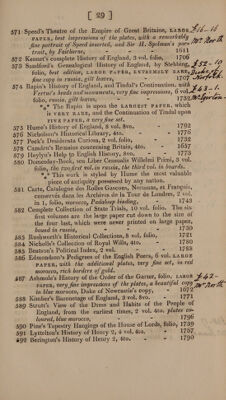 ( 29 )
571 Speed's Theatre of the Empire of Great Britaine, LARGE
PAPER, best impressions of the plates, with a remarkably
fine portrait of Speed inserted, and Sir H. Spelman's por-
trait, by Faithorne, 1611
572 Kennet's complete History of England, 3 vol. folio, 1706
573 Sandford's Genealogical History of England, by Stebbing,
folio, best edition, LARGE PAPER, EXTREMELY RARE,
fine copy in russia, gilt leaves, 1707
574 Rapin's History of England, and Tindal's Continuation, with
Vertue's heads and monuments, very fine impressions, 6 vol.
folio, russia, gilt leaves, 1732
*** The Rapin is upon the LARGEST PAPER, which
is VERY RARE, and the Continuation of Tindal upon
FINE PAPER, a very fine set.
575 Hume's History of England, 8 vol. 8vo. 1802
576 Nicholson's Historical Library, 4to. 1776
577 Peck's Desiderata Curiosa, 2 vol. folio, 1732
578 Camden's Remains concerning Britain, 4to. 1657
579 Heylyn's Help to English History, 8vo. 1773
580 Domesday-Book, seu Liber Censualis Willelmi Primi, 3 vol.
folio, the two first vol. in russia, the third vol. in boards.
*** This work is styled by Hume the most valuable
piece of antiquity possessed by any nation.
581 Carte, Catalogue des Rolles Gascons, Normans, et François,
conservés dans les Archives de la Tour de Londres, 2 vol.
in 1, folio, morocco, Padeloup binding, 1743
582 Complete Collection of State Trials, 10 vol. folio. The six
first volumes are the large paper cut down to the size of
the four last, which were never printed on large paper,
bound in russia, 1730
583 Rushworth's Historical Collections, 8 vol. folio, 1721
584 Nicholls's Collection of Royal Wills, 4to. 1780
585 Beatson's Political Index, 1788
586 Edmondson's Pedigrees of the English Peers, 6 vol. LARGE
PAPER, with the additional plates, very fine set, in red
morocco, rich borders of gold.
587 Ashmole's History of the Order of the Garter, folio, LARGE
PAPER, very fine impressions of the plates, a beautiful copy
in blue morocco, Duke of Newcastle's copy, 1672
588 Kimber's Baronetage of England, 3 vol. 8vo. 1771
589 Strutt's View of the Dress and Habits of the People of
England, from the earliest times, 2 vol. 4to. plates co-
loured, blue morocco, 1796
590 Pine's Tapestry Hangings of the House of Lords, folio, 1739
591 Lyttelton's History of Henry 2, 4 vol. 4to. 1767
592 Berington's History of Henry 2, 4to. 1790